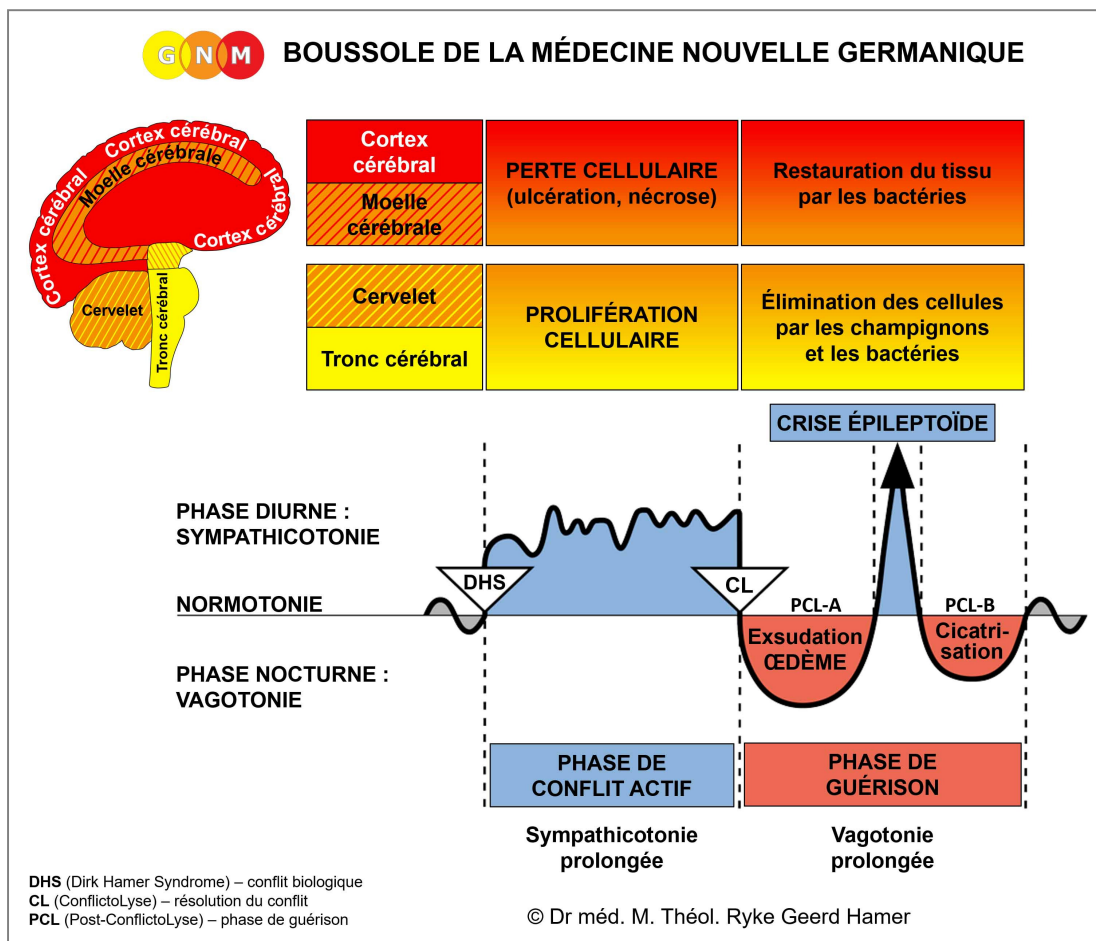 GNM BOUSSOLE DE LA MÉDECINE NOUVELLE GERMANIQUE
Cortex cérébral
Cortex cérébral
Cortex cérébral
Moelle cérébrale
Cervelet
Tronc cérébral
Cortex
cérébral
Moelle
cérébrale
PERTE CELLULAIRE
(ulcération, nécrose)
Restauration du tissu
par les bactéries
Cervelet
Tronc cérébral
PROLIFÉRATION
CELLULAIRE
Élimination des cellules
par les champignons
et les bactéries
CRISE ÉPILEPTOÏDE
PHASE DIURNE :
SYMPATHICOTONIE
DHS
CL
NORMOTONIE
PCL-A
PCL-B
Exsudation
ŒDÈME
Cicatri-
sation
PHASE NOCTURNE :
VAGOTONIE
PHASE DE
CONFLIT ACTIF
PHASE DE
GUÉRISON
Sympathicotonie
prolongée
Vagotonie
prolongée
DHS (Dirk Hamer Syndrome) – conflit biologique
CL (ConflictoLyse) – résolution du conflit
PCL (Post-ConflictoLyse) – phase de guérison
© Dr méd. M. Théol. Ryke Geerd Hamer